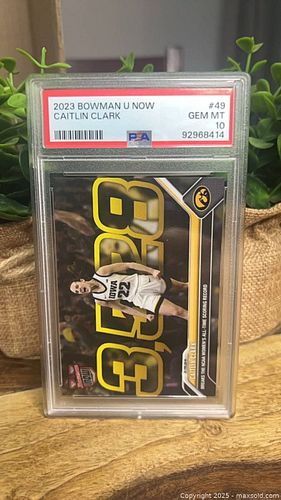 2023 BOWMAN U NOW
#49
CAITLIN CLARK
GEM MT
10
PSA
92968414
3,528
IOWA
22
CAITLIN CLARK
BREAKS THE NCAA WOMEN'S ALL-TIME SCORING RECORD
Copyright © 2025 - maxsold.com